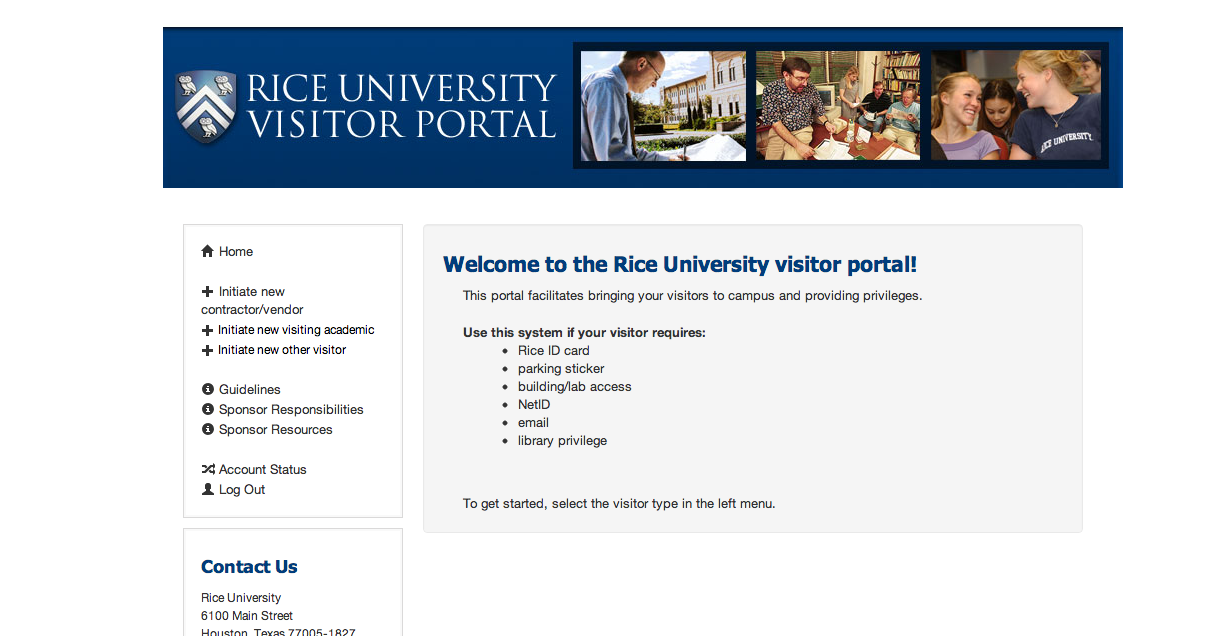 RICE UNIVERSITY
VISITOR PORTAL
RICE UNIVERSITY.
Home
Initiate new
contractor/vendor
Initiate new visiting academic
Initiate new other visitor
Guidelines
Sponsor Responsibilities
Sponsor Resources
Account Status
Log Out
Contact Us
Rice University
6100 Main Street
Houston, Texas 77005-1827
Welcome to the Rice University visitor portal!
This portal facilitates bringing your visitors to campus and providing privileges.
Use this system if your visitor requires:
• Rice ID card
• parking sticker
• building/lab access
• NetID
• email
• library privilege
To get started, select the visitor type in the left menu.